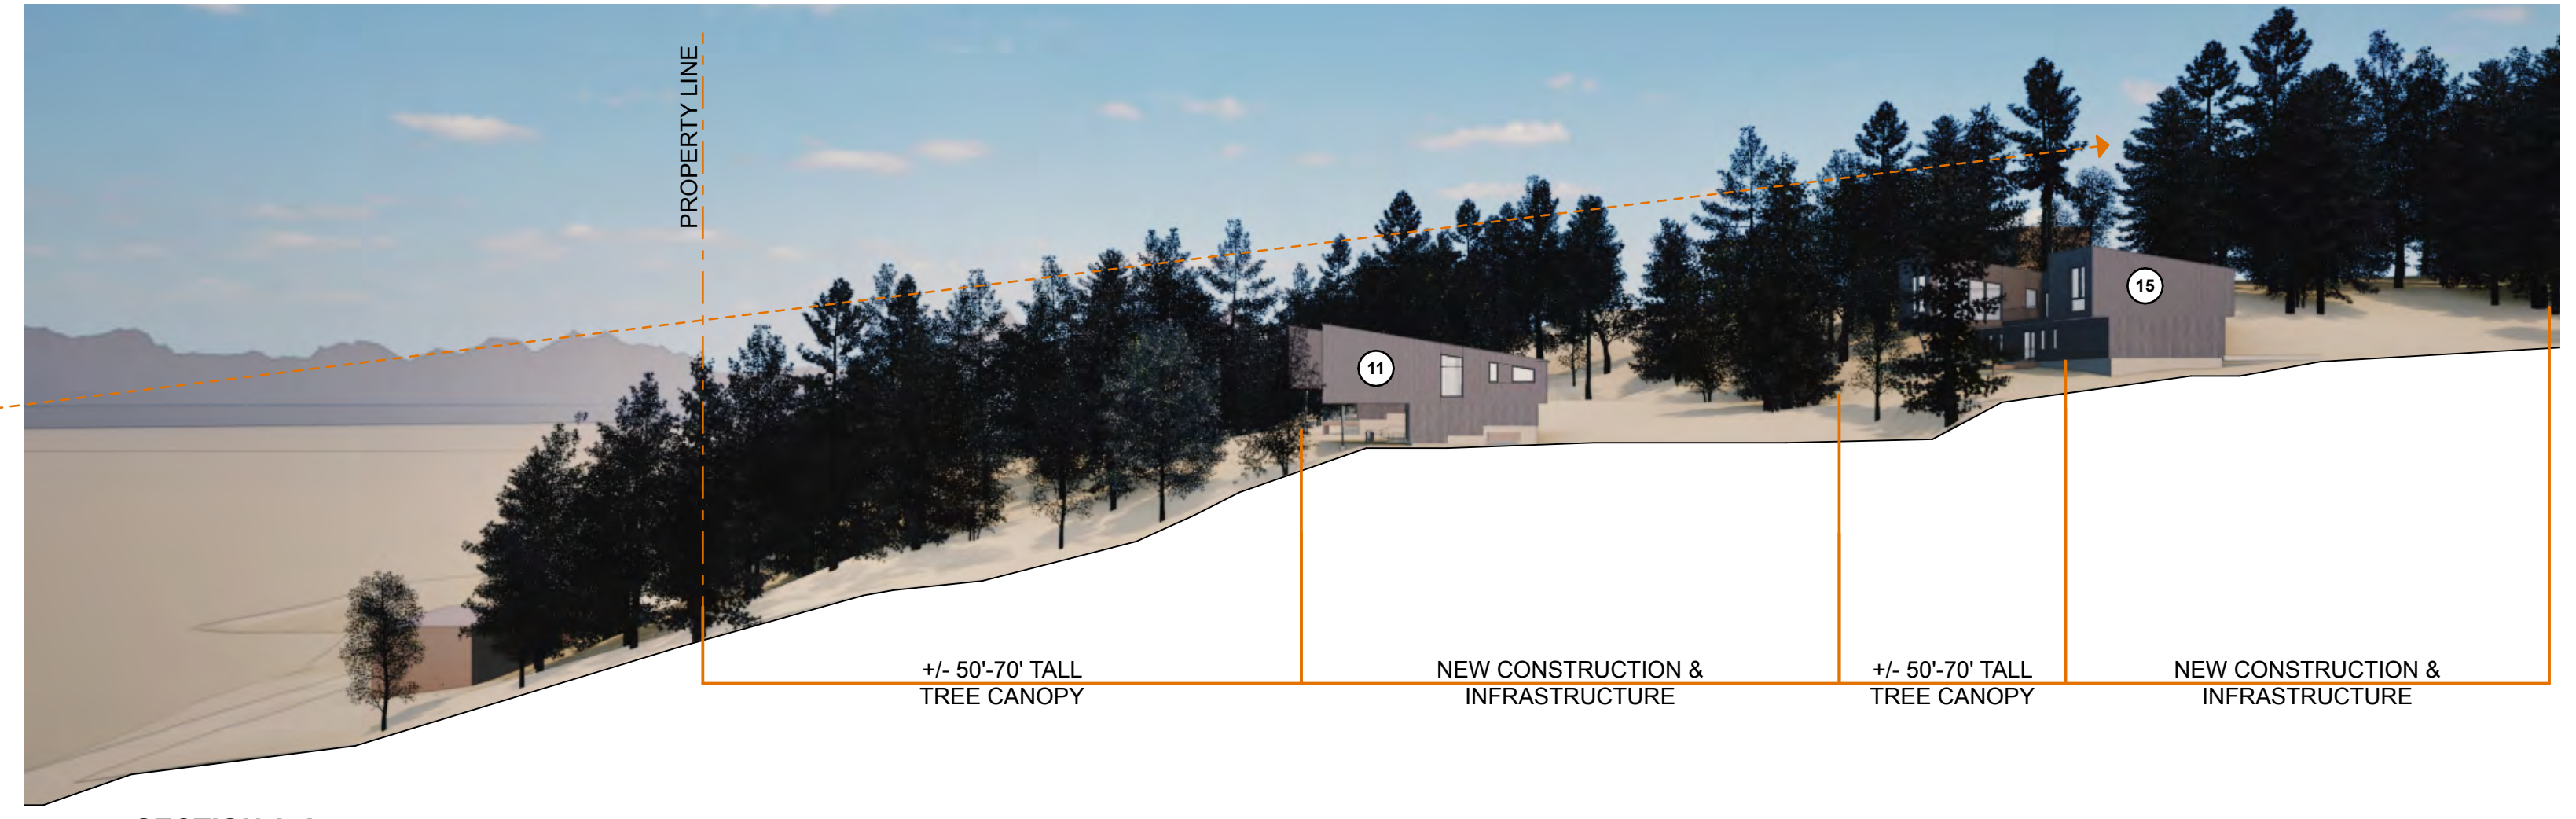 PROPERTY LINE
11
15
+/- 50'-70' TALL
TREE CANOPY
NEW CONSTRUCTION &
INFRASTRUCTURE
+/- 50'-70' TALL
TREE CANOPY
NEW CONSTRUCTION &
INFRASTRUCTURE